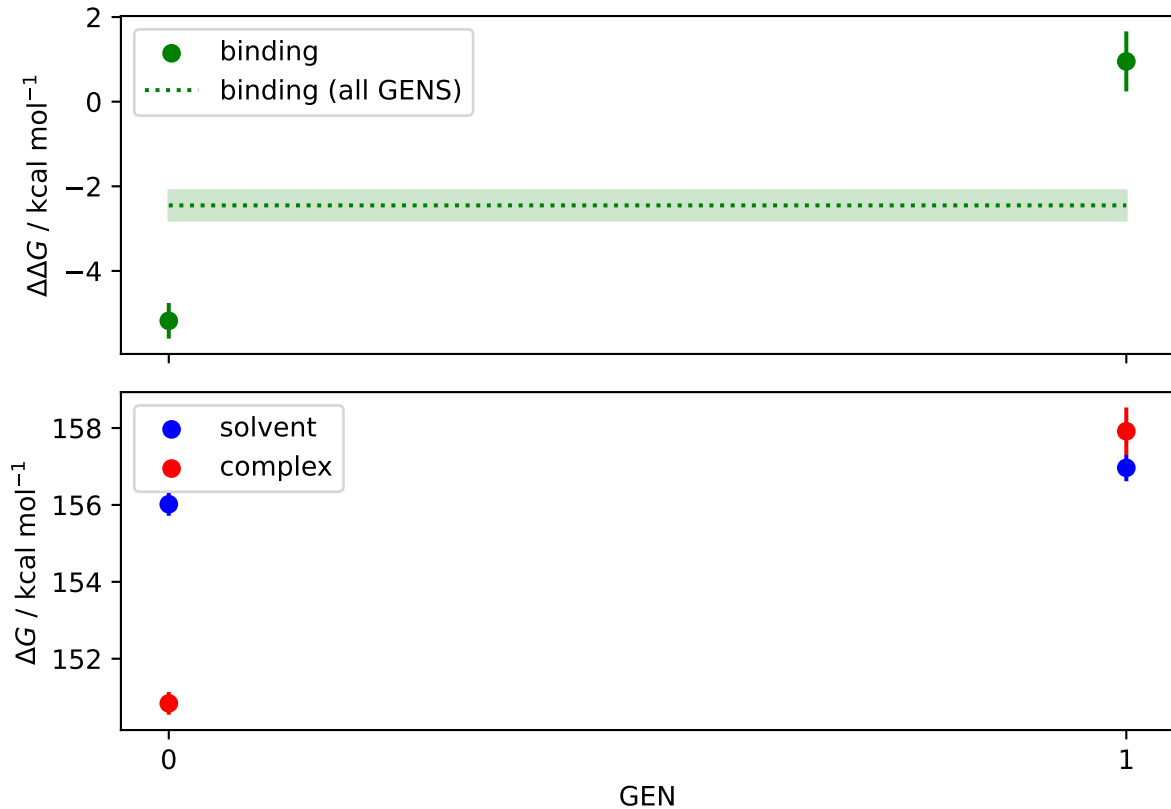 2
0
−2
−4
ΔΔG / kcal mol⁻¹
binding
binding (all GENS)
158
156
154
152
ΔG / kcal mol⁻¹
solvent
complex
0
1
GEN